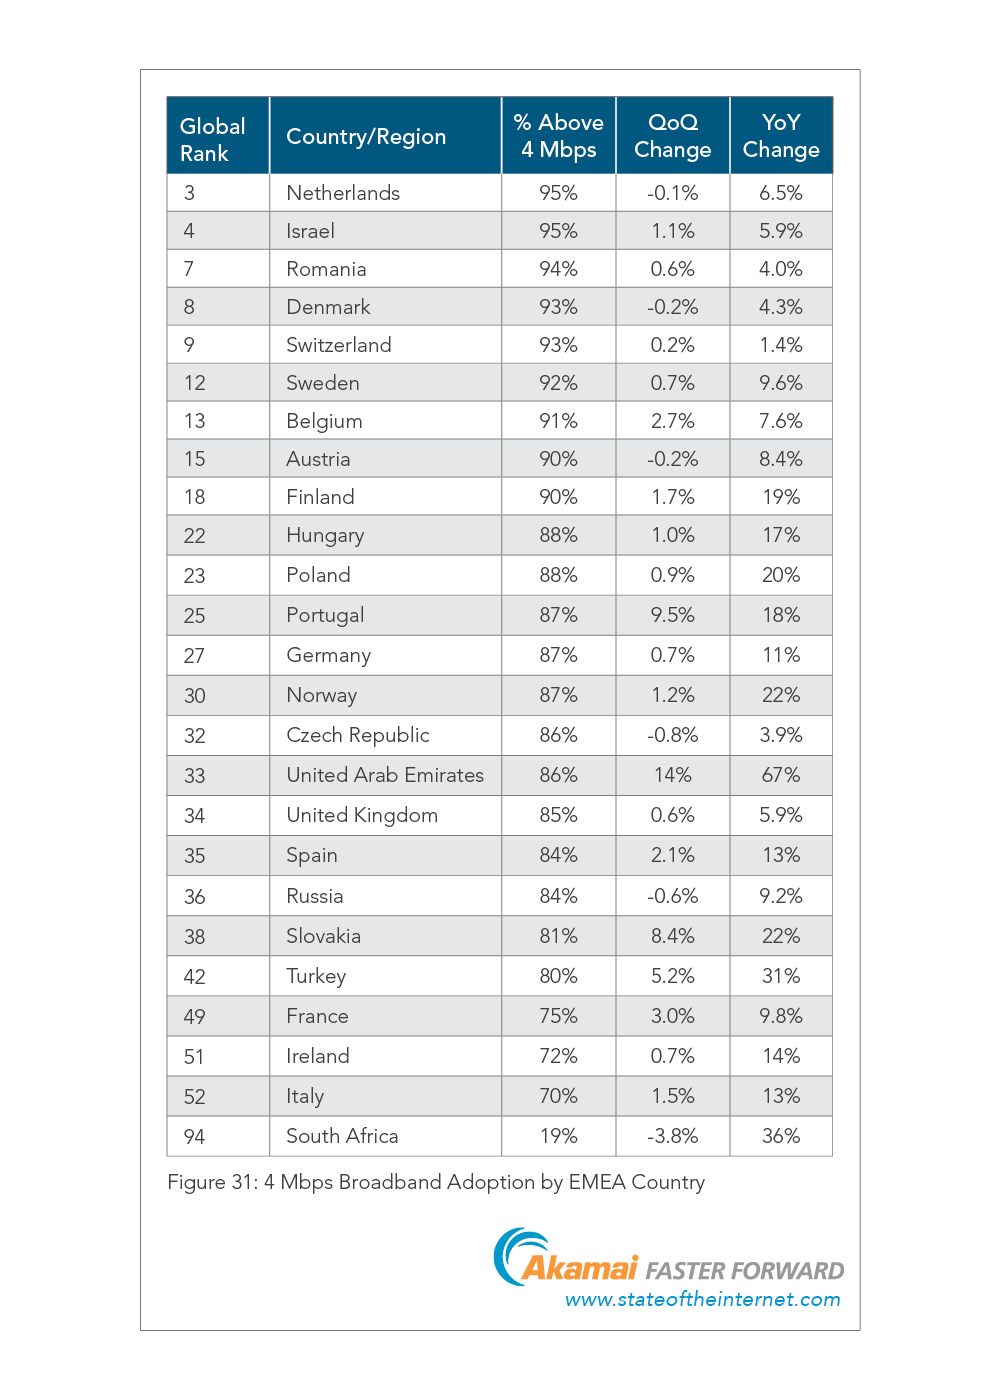 Global Rank Country/Region % Above 4 Mbps QoQ Change YoY Change
3 Netherlands 95% -0.1% 6.5%
4 Israel 95% 1.1% 5.9%
7 Romania 94% 0.6% 4.0%
8 Denmark 93% -0.2% 4.3%
9 Switzerland 93% 0.2% 1.4%
12 Sweden 92% 0.7% 9.6%
13 Belgium 91% 2.7% 7.6%
15 Austria 90% -0.2% 8.4%
18 Finland 90% 1.7% 19%
22 Hungary 88% 1.0% 17%
23 Poland 88% 0.9% 20%
25 Portugal 87% 9.5% 18%
27 Germany 87% 0.7% 11%
30 Norway 87% 1.2% 22%
32 Czech Republic 86% -0.8% 3.9%
33 United Arab Emirates 86% 14% 67%
34 United Kingdom 85% 0.6% 5.9%
35 Spain 84% 2.1% 13%
36 Russia 84% -0.6% 9.2%
38 Slovakia 81% 8.4% 22%
42 Turkey 80% 5.2% 31%
49 France 75% 3.0% 9.8%
51 Ireland 72% 0.7% 14%
52 Italy 70% 1.5% 13%
94 South Africa 19% -3.8% 36%
Figure 31: 4 Mbps Broadband Adoption by EMEA Country
Akamai FASTER FORWARD
www.stateoftheinternet.com